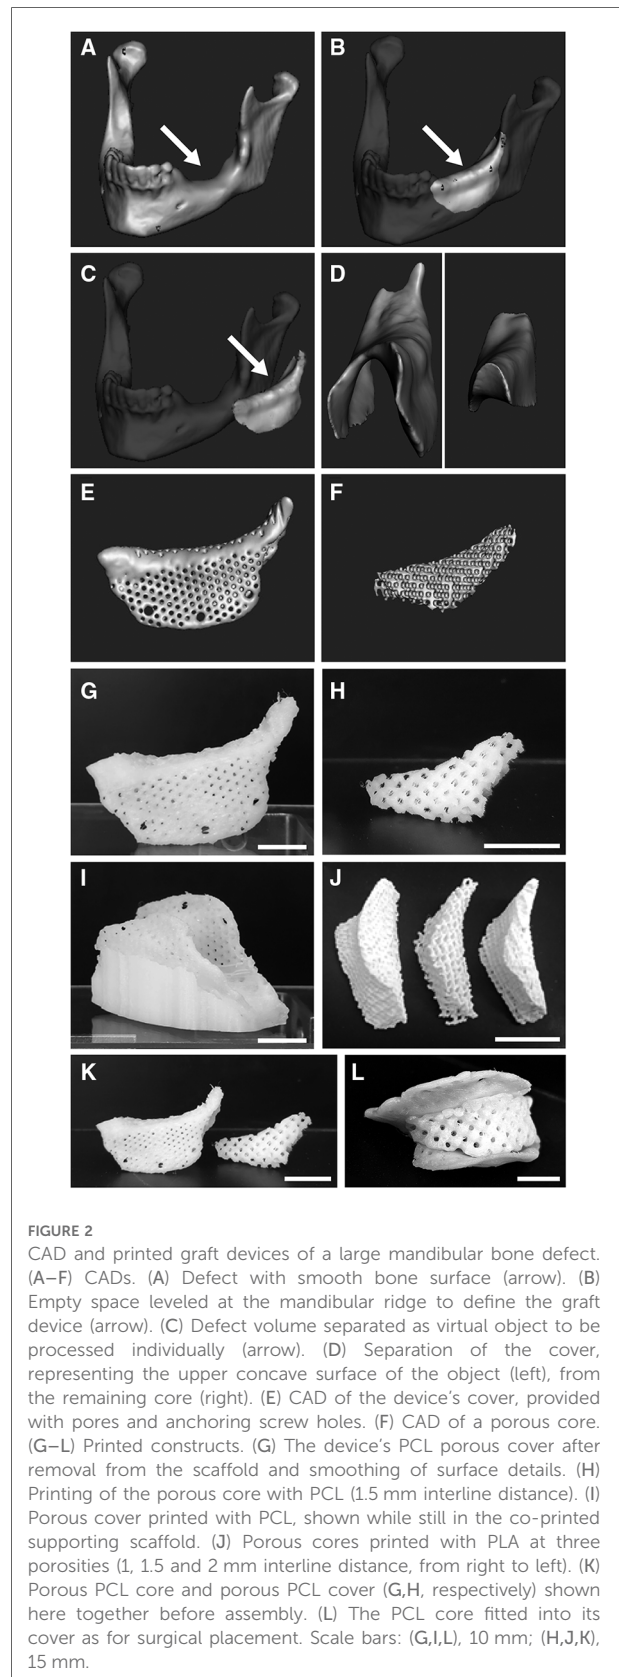 A
B
C
D
E
F
G
H
I
J
K
L
FIGURE 2
CAD and printed graft devices of a large mandibular bone defect.
(A–F) CADs. (A) Defect with smooth bone surface (arrow). (B)
Empty space leveled at the mandibular ridge to define the graft
device (arrow). (C) Defect volume separated as virtual object to be
processed individually (arrow). (D) Separation of the cover,
representing the upper concave surface of the object (left), from
the remaining core (right). (E) CAD of the device’s cover, provided
with pores and anchoring screw holes. (F) CAD of a porous core.
(G–L) Printed constructs. (G) The device’s PCL porous cover after
removal from the scaffold and smoothing of surface details. (H)
Printing of the porous core with PCL (1.5 mm interline distance). (I)
Porous cover printed with PCL, shown while still in the co-printed
supporting scaffold. (J) Porous cores printed with PLA at three
porosities (1, 1.5 and 2 mm interline distance, from right to left). (K)
Porous PCL core and porous PCL cover (G,H, respectively) shown
here together before assembly. (L) The PCL core fitted into its
cover as for surgical placement. Scale bars: (G,I,L), 10 mm; (H,J,K),
15 mm.